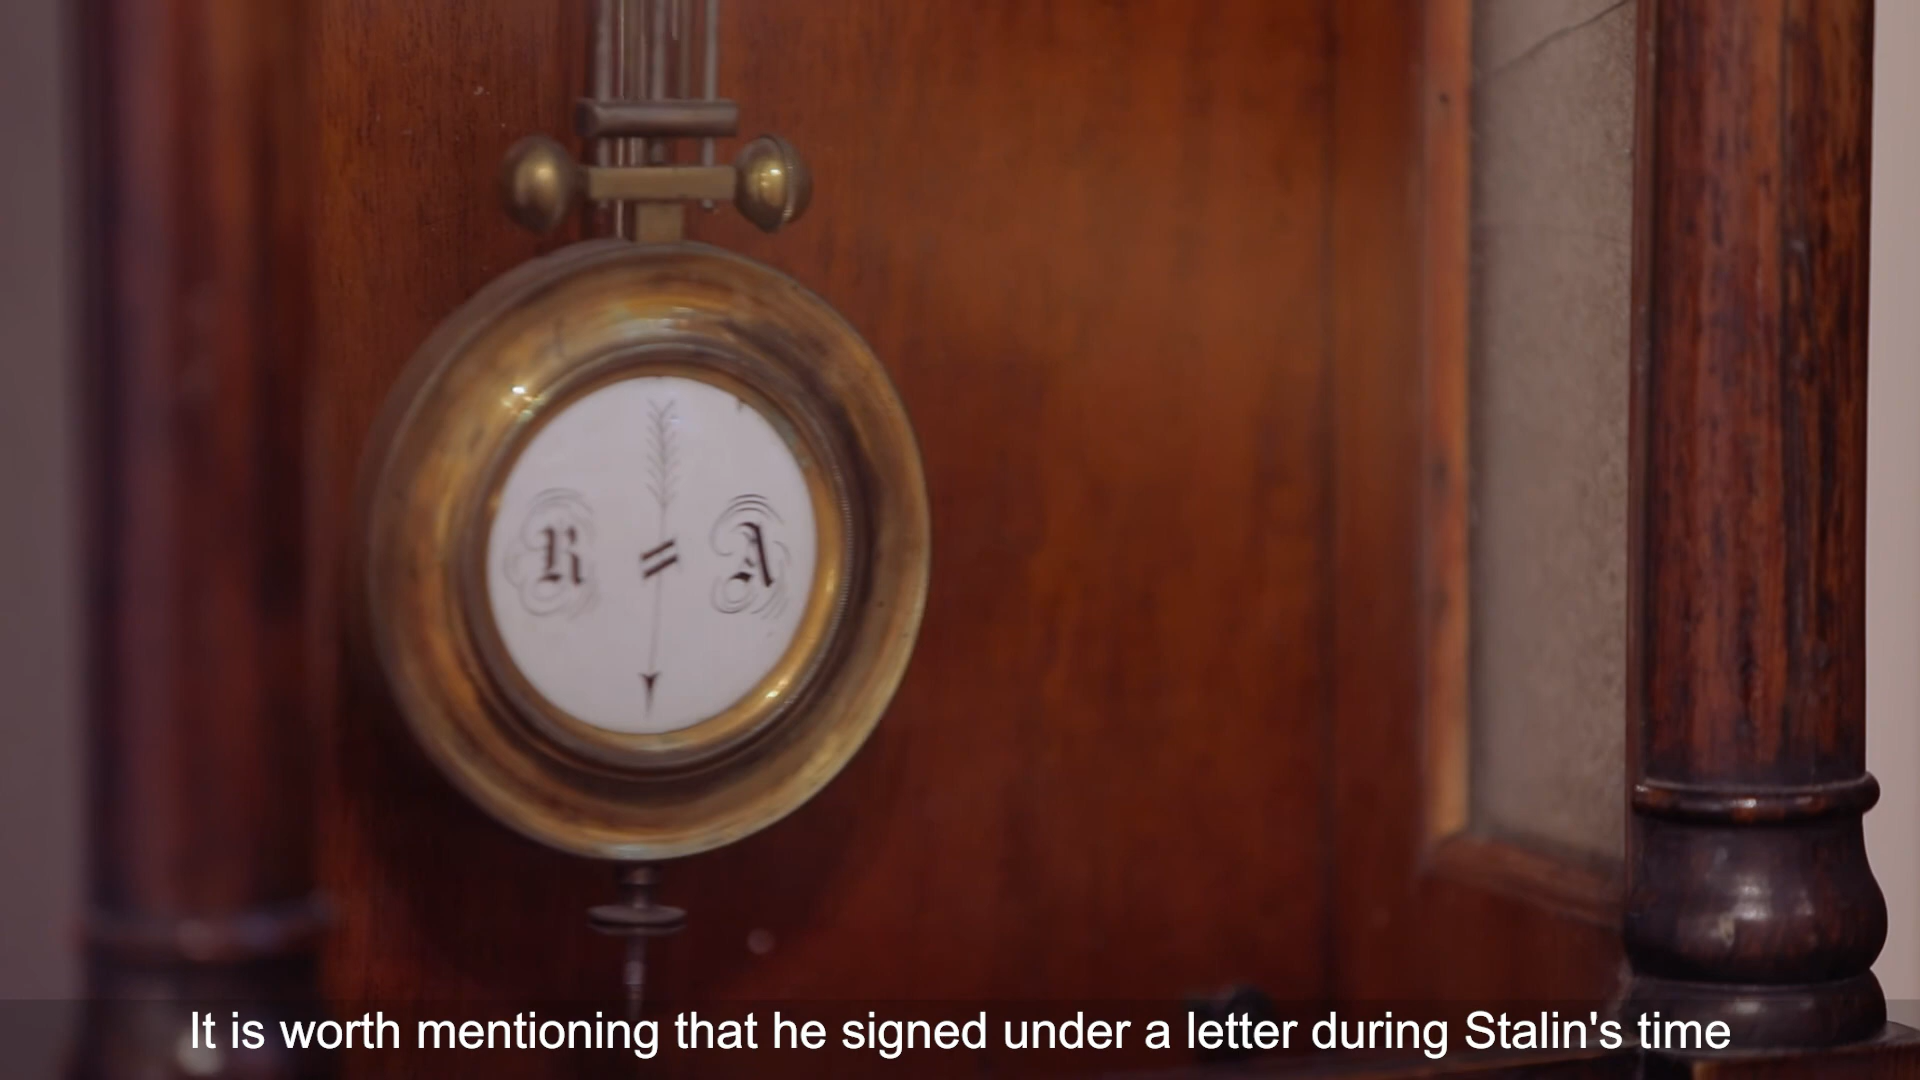 R = A
It is worth mentioning that he signed under a letter during Stalin's time